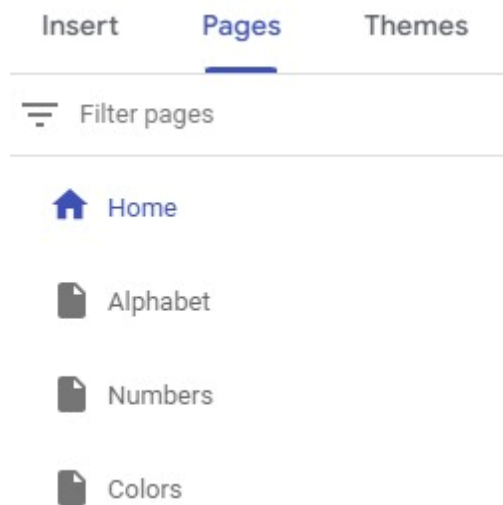 Insert Pages Themes
Filter pages
Home
Alphabet
Numbers
Colors